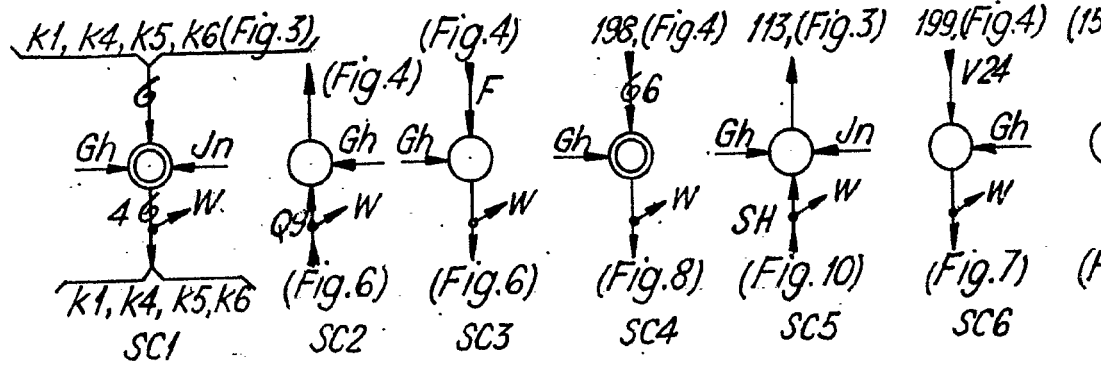 k1, k4, k5, k6(Fig.3),
(Fig.4)
(Fig.4)
198,(Fig.4)
113,(Fig.3)
199,(Fig.4)
(15
6
F
66
V24
Gh
Jn
Gh
Gh
Gh
Gh
Jn
Gh
4 6
W
Q9
W
W
W
SH
W
W
k1, k4, k5, k6
(Fig.6)
(Fig.6)
(Fig.8)
(Fig.10)
(Fig.7)
(F
SC1
SC2
SC3
SC4
SC5
SC6